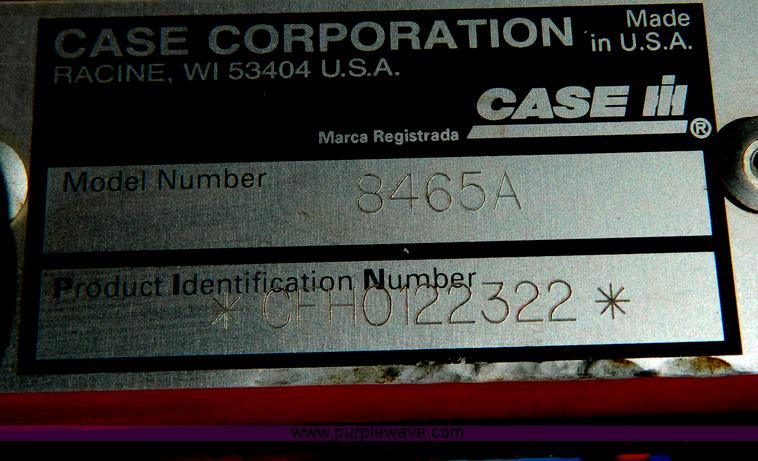 CASE CORPORATION
Made
in U.S.A.
RACINE, WI 53404 U.S.A.
CASE IH
Marca Registrada ®
Model Number 8465A
Product Identification Number
* CFH0122322 *
www.purplewave.com